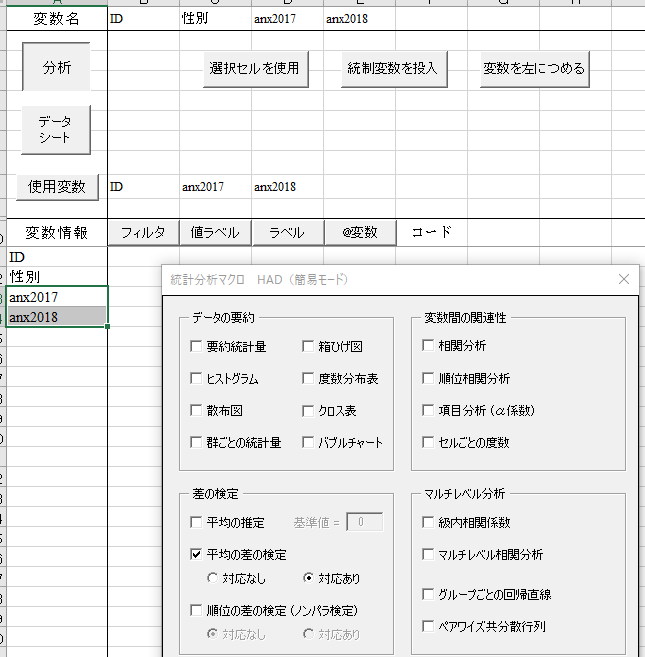 変数名 ID 性別 anx2017 anx2018
分析 選択セルを使用 統制変数を投入 変数を左につめる
データ
シート
使用変数 ID anx2017 anx2018
変数情報 フィルタ 値ラベル ラベル @変数 コード
ID
性別
anx2017
anx2018
統計分析マクロ HAD（簡易モード）
データの要約
要約統計量 箱ひげ図
ヒストグラム 度数分布表
散布図 クロス表
群ごとの統計量 バブルチャート
変数間の関連性
相関分析
順位相関分析
項目分析（α係数）
セルごとの度数
差の検定
平均の推定 基準値 = 0
平均の差の検定
対応なし 対応あり
順位の差の検定（ノンパラ検定）
対応なし 対応あり
マルチレベル分析
級内相関係数
マルチレベル相関分析
グループごとの回帰直線
ペアワイズ共分散行列